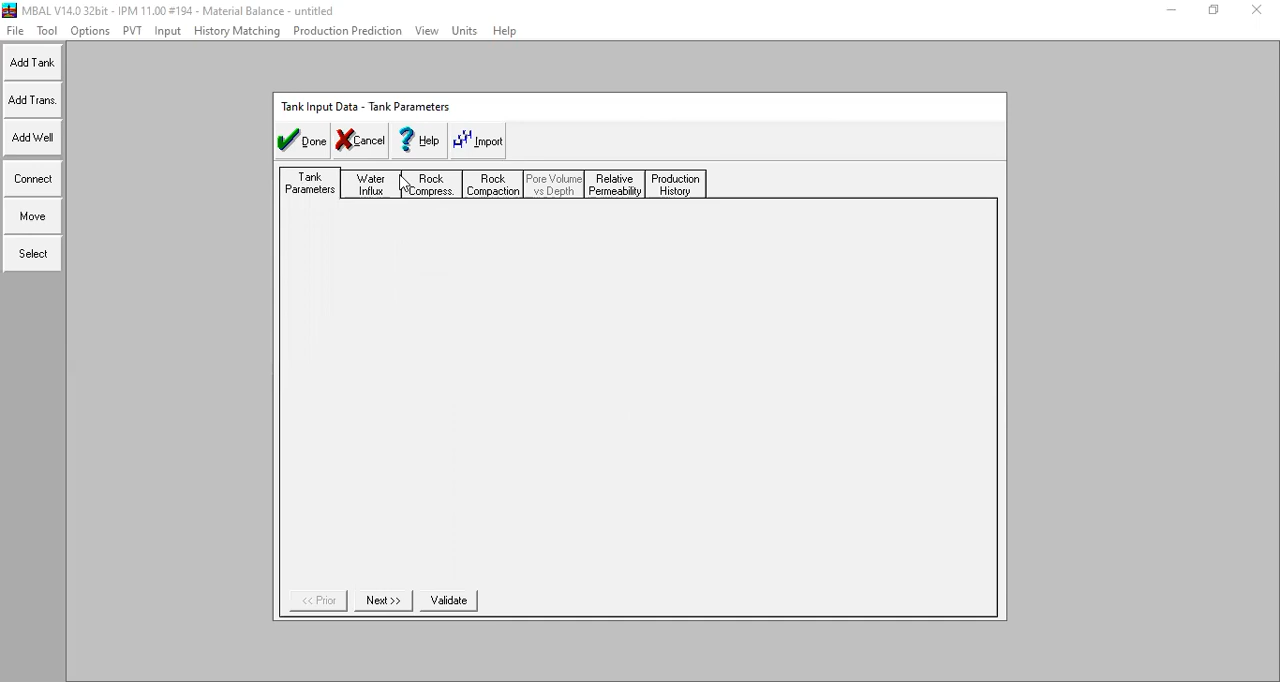 MBAL V14.0 32bit - IPM 11.00 #194 - Material Balance - untitled
File Tool Options PVT Input History Matching Production Prediction View Units Help
Add Tank
Add Trans.
Add Well
Connect
Move
Select
Tank Input Data - Tank Parameters
Done Cancel Help Import
Tank Parameters
Water Influx
Rock Compress.
Rock Compaction
Pore Volume vs Depth
Relative Permeability
Production History
<< Prior Next >> Validate